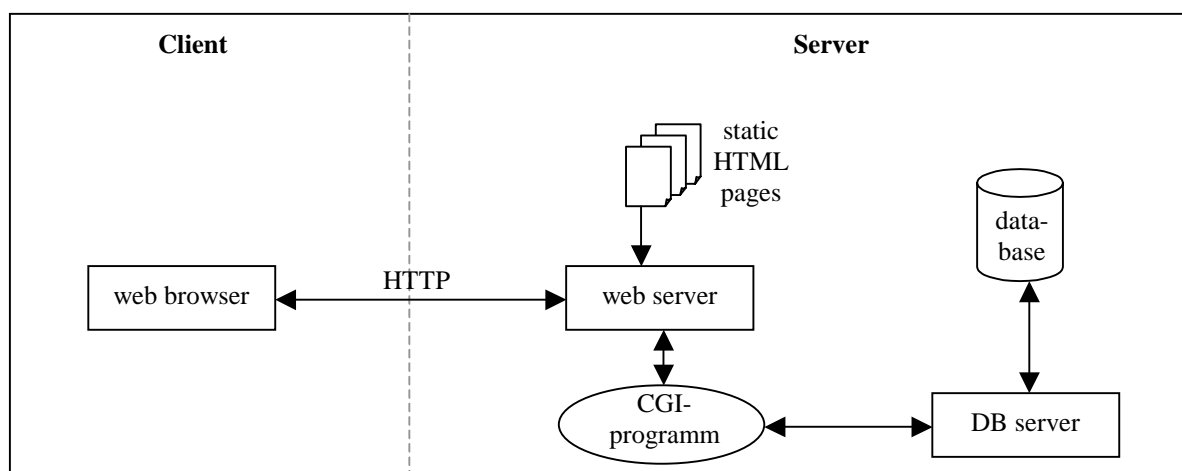 Client
Server
static
HTML
pages
data-
base
HTTP
web browser
web server
CGI-
programm
DB server